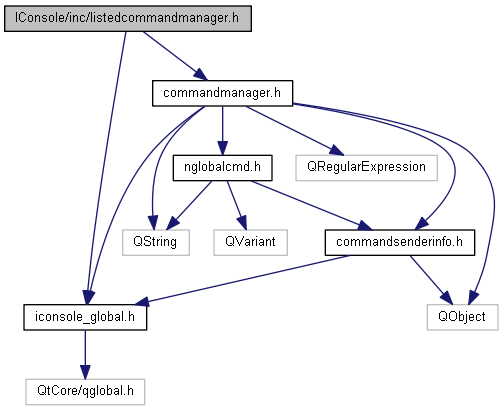 IConsole/inc/listedcommandmanager.h
commandmanager.h
nglobalcmd.h
QRegularExpression
QString
QVariant
commandsenderinfo.h
iconsole_global.h
QObject
QtCore/qglobal.h